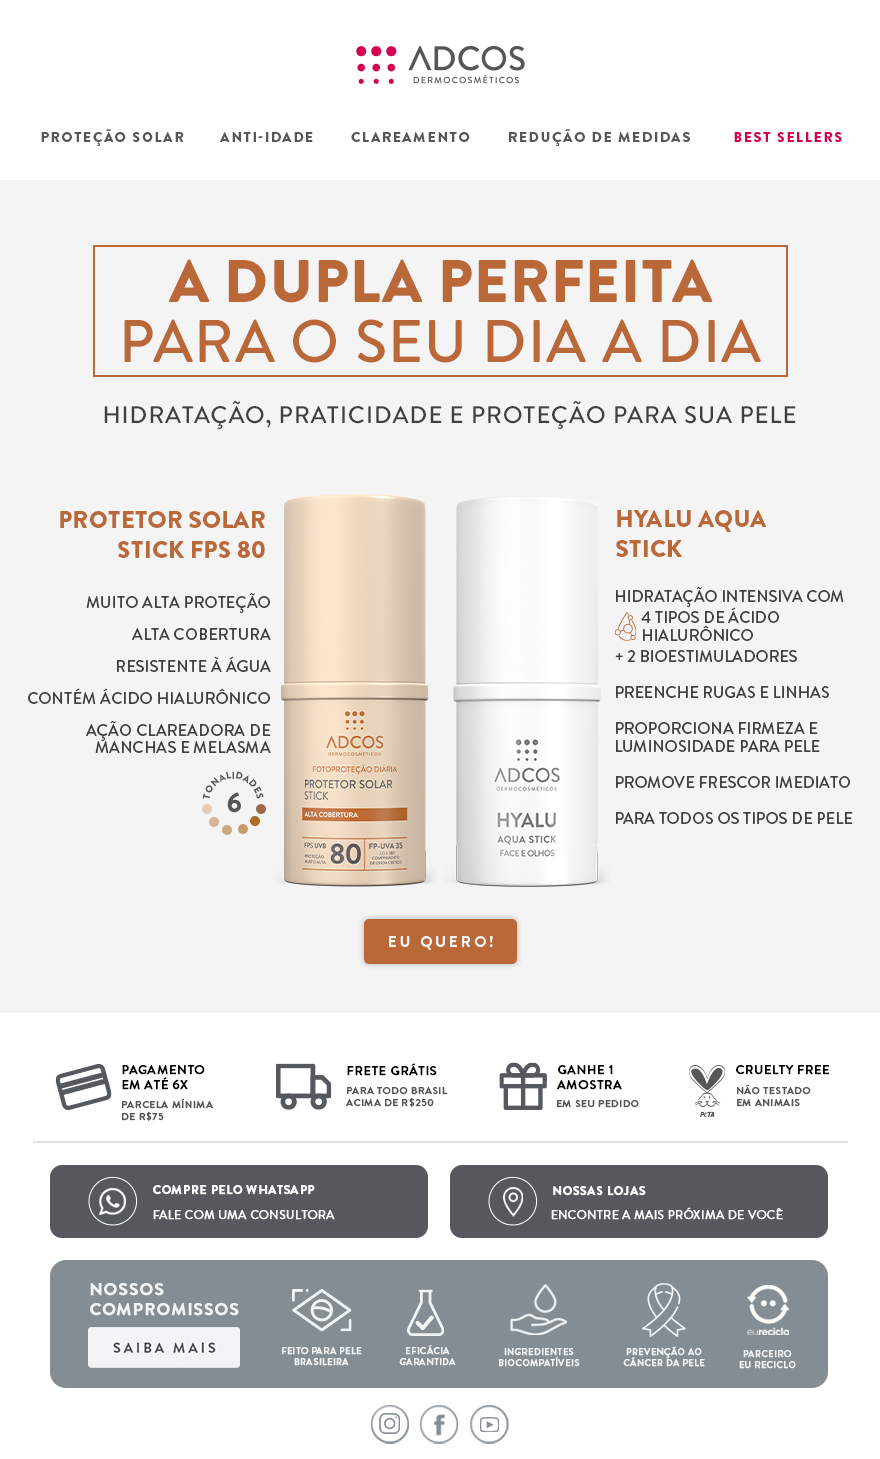 ADCOS
DERMOCOSMÉTICOS
PROTEÇÃO SOLAR ANTI-IDADE CLAREAMENTO REDUÇÃO DE MEDIDAS BEST SELLERS
A DUPLA PERFEITA
PARA O SEU DIA A DIA
HIDRATAÇÃO, PRATICIDADE E PROTEÇÃO PARA SUA PELE
PROTETOR SOLAR
STICK FPS 80
MUITO ALTA PROTEÇÃO
ALTA COBERTURA
RESISTENTE À ÁGUA
CONTÉM ÁCIDO HIALURÔNICO
AÇÃO CLAREADORA DE
MANCHAS E MELASMA
TONALIDADES
6
ADCOS
DERMOCOSMÉTICOS
FOTOPROTEÇÃO DIÁRIA
PROTETOR SOLAR
STICK
ALTA COBERTURA
FPS UVB
PROTEÇÃO
MUITO ALTA
80
FP-UVA 35
ADCOS
DERMOCOSMÉTICOS
HYALU
AQUA STICK
FACE E OLHOS
HYALU AQUA
STICK
HIDRATAÇÃO INTENSIVA COM
4 TIPOS DE ÁCIDO
HIALURÔNICO
+ 2 BIOESTIMULADORES
PREENCHE RUGAS E LINHAS
PROPORCIONA FIRMEZA E
LUMINOSIDADE PARA PELE
PROMOVE FRESCOR IMEDIATO
PARA TODOS OS TIPOS DE PELE
EU QUERO!
PAGAMENTO
EM ATÉ 6X
PARCELA MÍNIMA
DE R$75
FRETE GRÁTIS
PARA TODO BRASIL
ACIMA DE R$250
GANHE 1
AMOSTRA
EM SEU PEDIDO
PETA
CRUELTY FREE
NÃO TESTADO
EM ANIMAIS
COMPRE PELO WHATSAPP
FALE COM UMA CONSULTORA
NOSSAS LOJAS
ENCONTRE A MAIS PRÓXIMA DE VOCÊ
NOSSOS
COMPROMISSOS
SAIBA MAIS
FEITO PARA PELE
BRASILEIRA
EFICÁCIA
GARANTIDA
INGREDIENTES
BIOCOMPATÍVEIS
PREVENÇÃO AO
CÂNCER DA PELE
eureciclo
PARCEIRO
EU RECICLO